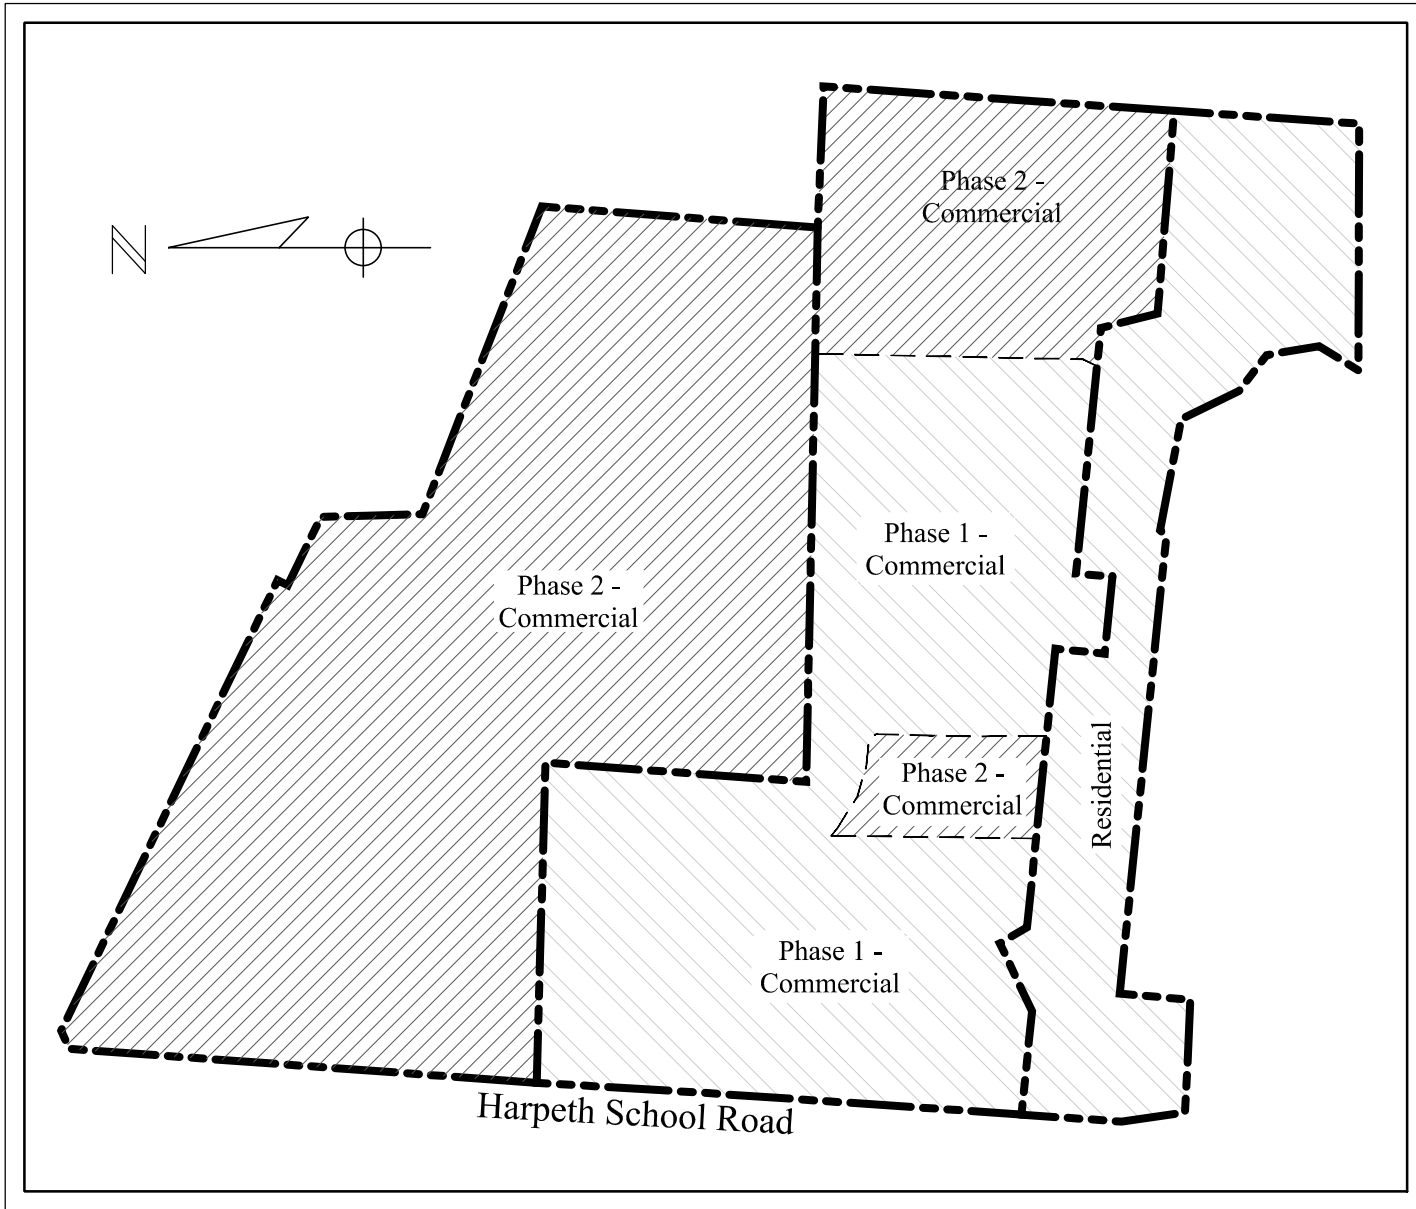 Phase 2 -
Commercial
N
Phase 1 -
Commercial
Phase 2 -
Commercial
Residential
Phase 2 -
Commercial
Phase 1 -
Commercial
Harpeth School Road